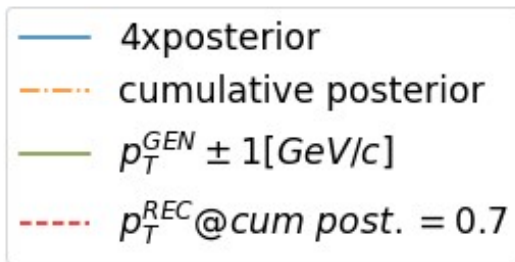 4xposterior
cumulative posterior
p_T^{GEN} ± 1[GeV/c]
p_T^{REC}@cum post. = 0.7